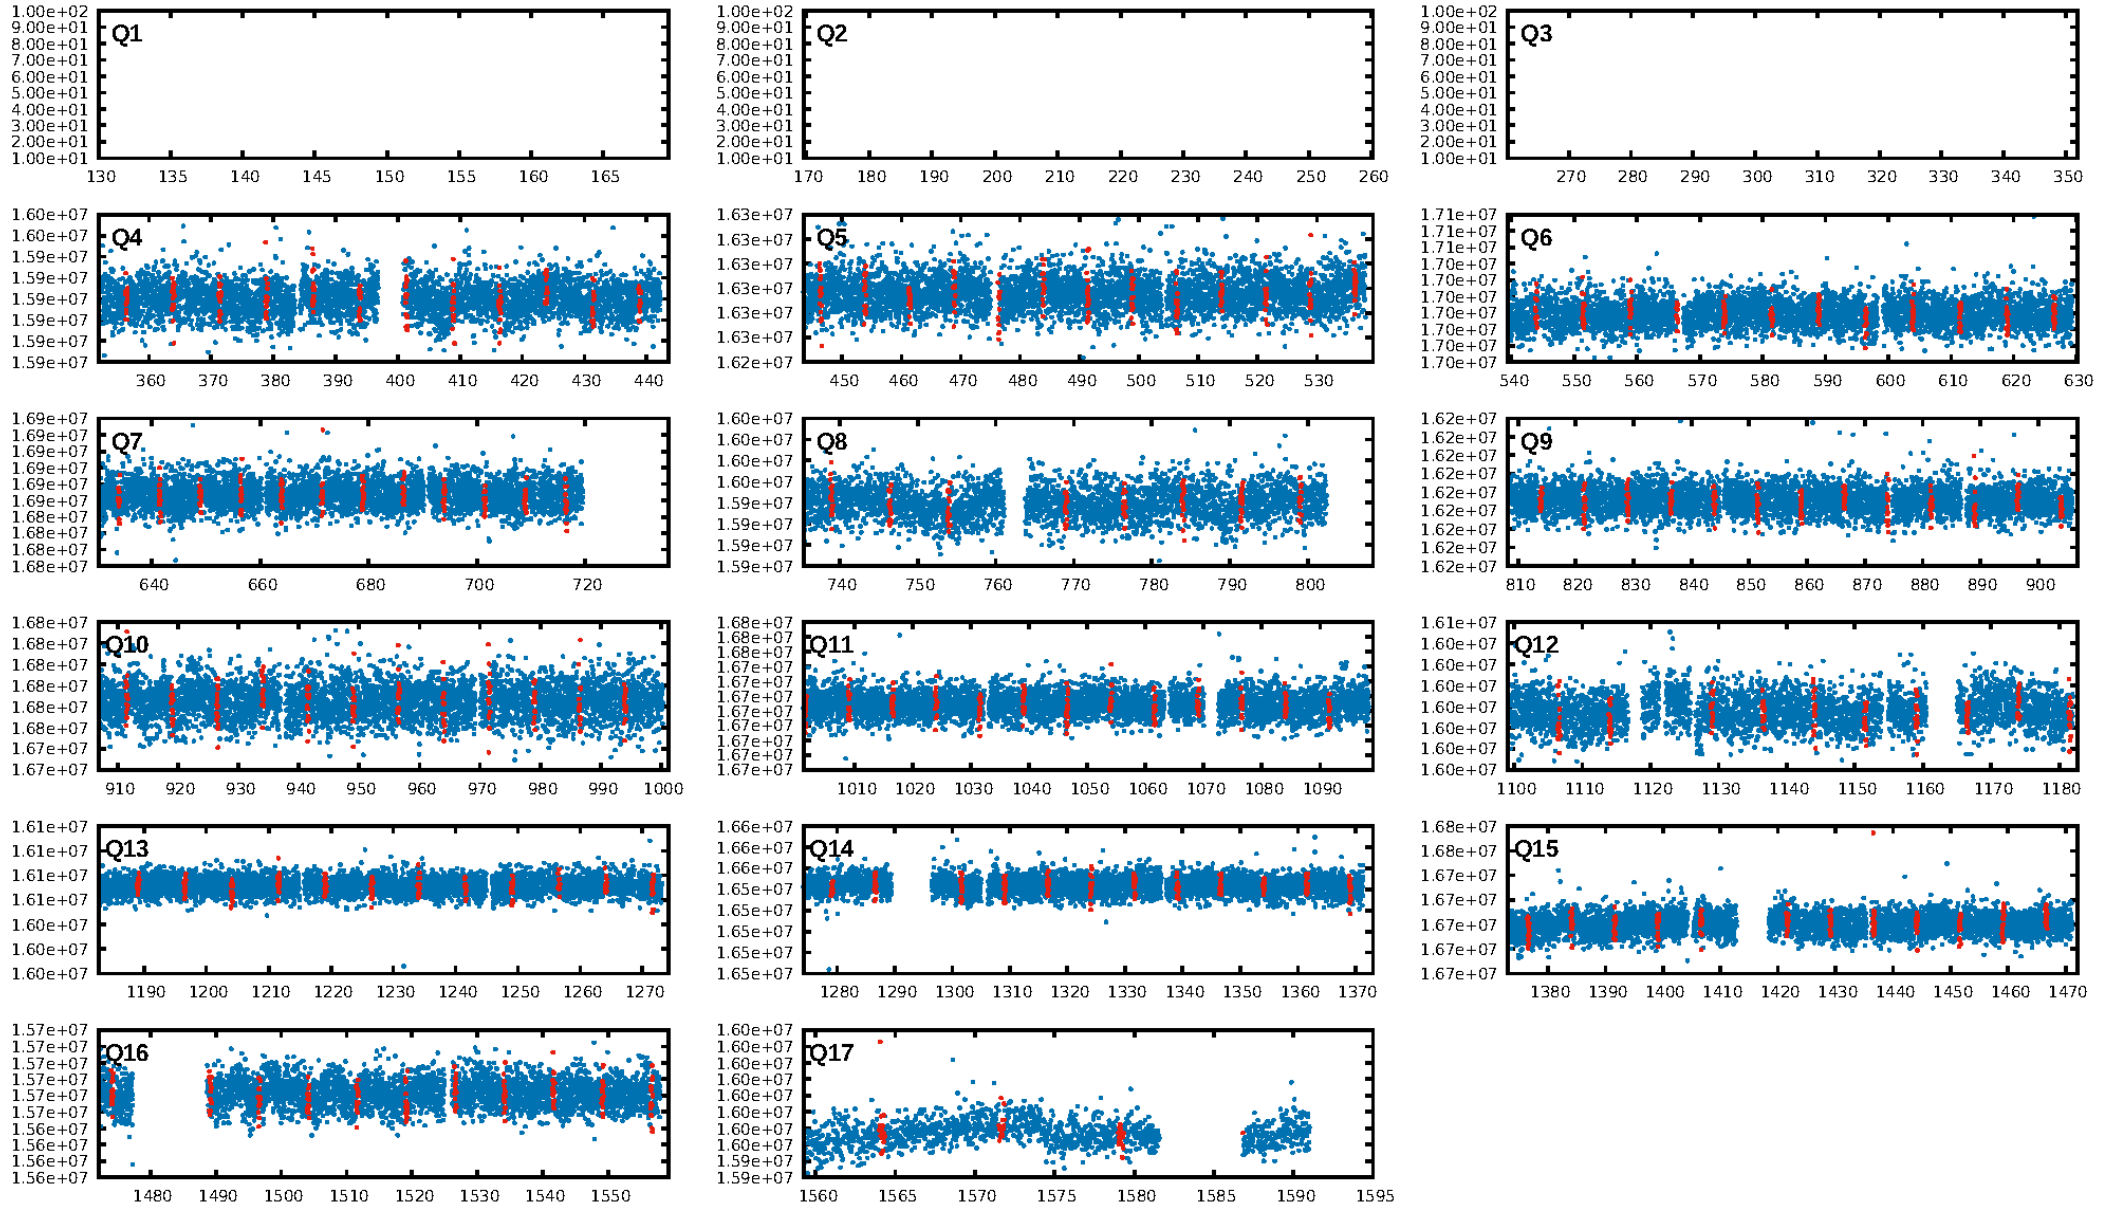 Q1
1.00e+02
9.00e+01
8.00e+01
7.00e+01
6.00e+01
5.00e+01
4.00e+01
3.00e+01
2.00e+01
1.00e+01
130 135 140 145 150 155 160 165
Q2
1.00e+02
9.00e+01
8.00e+01
7.00e+01
6.00e+01
5.00e+01
4.00e+01
3.00e+01
2.00e+01
1.00e+01
170 180 190 200 210 220 230 240 250 260
Q3
1.00e+02
9.00e+01
8.00e+01
7.00e+01
6.00e+01
5.00e+01
4.00e+01
3.00e+01
2.00e+01
1.00e+01
270 280 290 300 310 320 330 340 350
Q4
1.60e+07
1.60e+07
1.59e+07
1.59e+07
1.59e+07
1.59e+07
1.59e+07
1.59e+07
360 370 380 390 400 410 420 430 440
Q5
1.63e+07
1.63e+07
1.63e+07
1.63e+07
1.63e+07
1.63e+07
1.62e+07
450 460 470 480 490 500 510 520 530
Q6
1.71e+07
1.71e+07
1.71e+07
1.70e+07
1.70e+07
1.70e+07
1.70e+07
1.70e+07
1.70e+07
1.70e+07
540 550 560 570 580 590 600 610 620 630
Q7
1.69e+07
1.69e+07
1.69e+07
1.69e+07
1.69e+07
1.69e+07
1.68e+07
1.68e+07
1.68e+07
1.68e+07
640 660 680 700 720
Q8
1.60e+07
1.60e+07
1.60e+07
1.60e+07
1.59e+07
1.59e+07
1.59e+07
1.59e+07
740 750 760 770 780 790 800
Q9
1.62e+07
1.62e+07
1.62e+07
1.62e+07
1.62e+07
1.62e+07
1.62e+07
1.62e+07
1.62e+07
810 820 830 840 850 860 870 880 890 900
Q10
1.68e+07
1.68e+07
1.68e+07
1.68e+07
1.68e+07
1.68e+07
1.67e+07
1.67e+07
910 920 930 940 950 960 970 980 990 1000
Q11
1.68e+07
1.68e+07
1.68e+07
1.67e+07
1.67e+07
1.67e+07
1.67e+07
1.67e+07
1.67e+07
1.67e+07
1.67e+07
1010 1020 1030 1040 1050 1060 1070 1080 1090
Q12
1.61e+07
1.60e+07
1.60e+07
1.60e+07
1.60e+07
1.60e+07
1.60e+07
1.60e+07
1100 1110 1120 1130 1140 1150 1160 1170 1180
Q13
1.61e+07
1.61e+07
1.61e+07
1.61e+07
1.60e+07
1.60e+07
1.60e+07
1190 1200 1210 1220 1230 1240 1250 1260 1270
Q14
1.66e+07
1.66e+07
1.66e+07
1.65e+07
1.65e+07
1.65e+07
1.65e+07
1.65e+07
1280 1290 1300 1310 1320 1330 1340 1350 1360 1370
Q15
1.68e+07
1.68e+07
1.67e+07
1.67e+07
1.67e+07
1.67e+07
1.67e+07
1380 1390 1400 1410 1420 1430 1440 1450 1460 1470
Q16
1.57e+07
1.57e+07
1.57e+07
1.57e+07
1.57e+07
1.57e+07
1.56e+07
1.56e+07
1.56e+07
1.56e+07
1480 1490 1500 1510 1520 1530 1540 1550
Q17
1.60e+07
1.60e+07
1.60e+07
1.60e+07
1.60e+07
1.60e+07
1.60e+07
1.60e+07
1.59e+07
1.59e+07
1560 1565 1570 1575 1580 1585 1590 1595